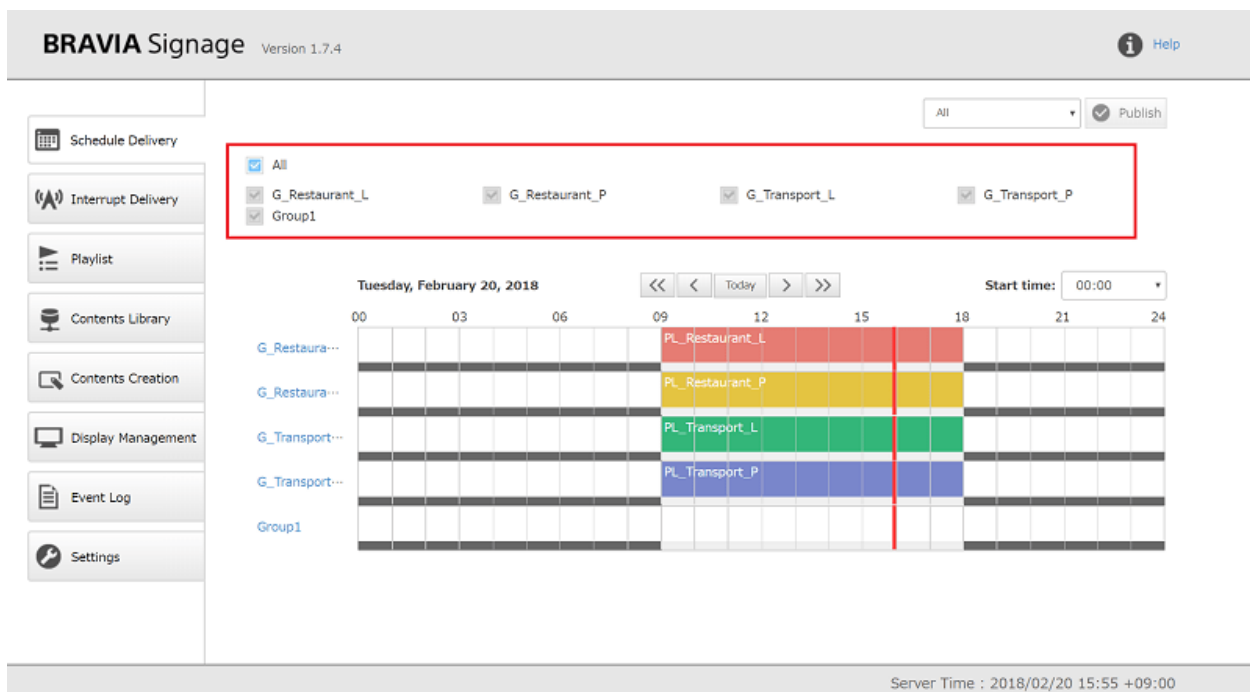 BRAVIA Signage Version 1.7.4
Help
All
Publish
Schedule Delivery
Interrupt Delivery
Playlist
Contents Library
Contents Creation
Display Management
Event Log
Settings
All
G_Restaurant_L G_Restaurant_P G_Transport_L G_Transport_P
Group1
Tuesday, February 20, 2018 << < Today > >> Start time: 00:00
00 03 06 09 12 15 18 21 24
G_Restaura··· PL_Restaurant_L
G_Restaura··· PL_Restaurant_P
G_Transport··· PL_Transport_L
G_Transport··· PL_Transport_P
Group1
Server Time : 2018/02/20 15:55 +09:00